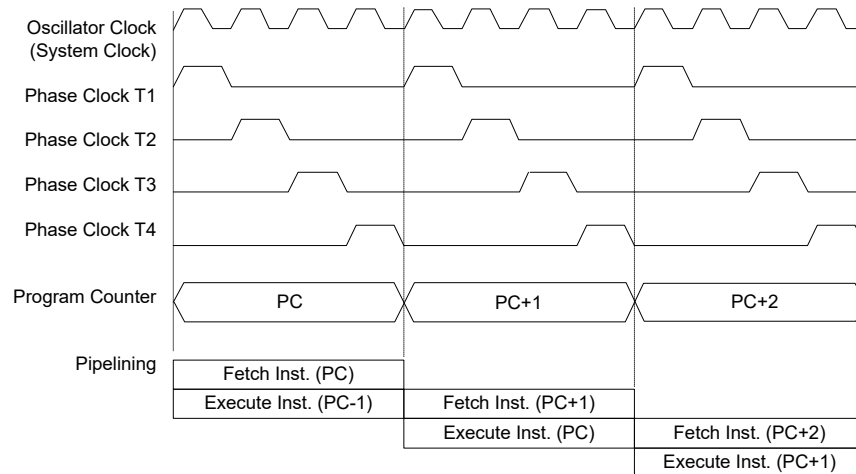 Oscillator Clock
(System Clock)
Phase Clock T1
Phase Clock T2
Phase Clock T3
Phase Clock T4
Program Counter
PC
PC+1
PC+2
Pipelining
Fetch Inst. (PC)
Execute Inst. (PC-1)
Fetch Inst. (PC+1)
Execute Inst. (PC)
Fetch Inst. (PC+2)
Execute Inst. (PC+1)